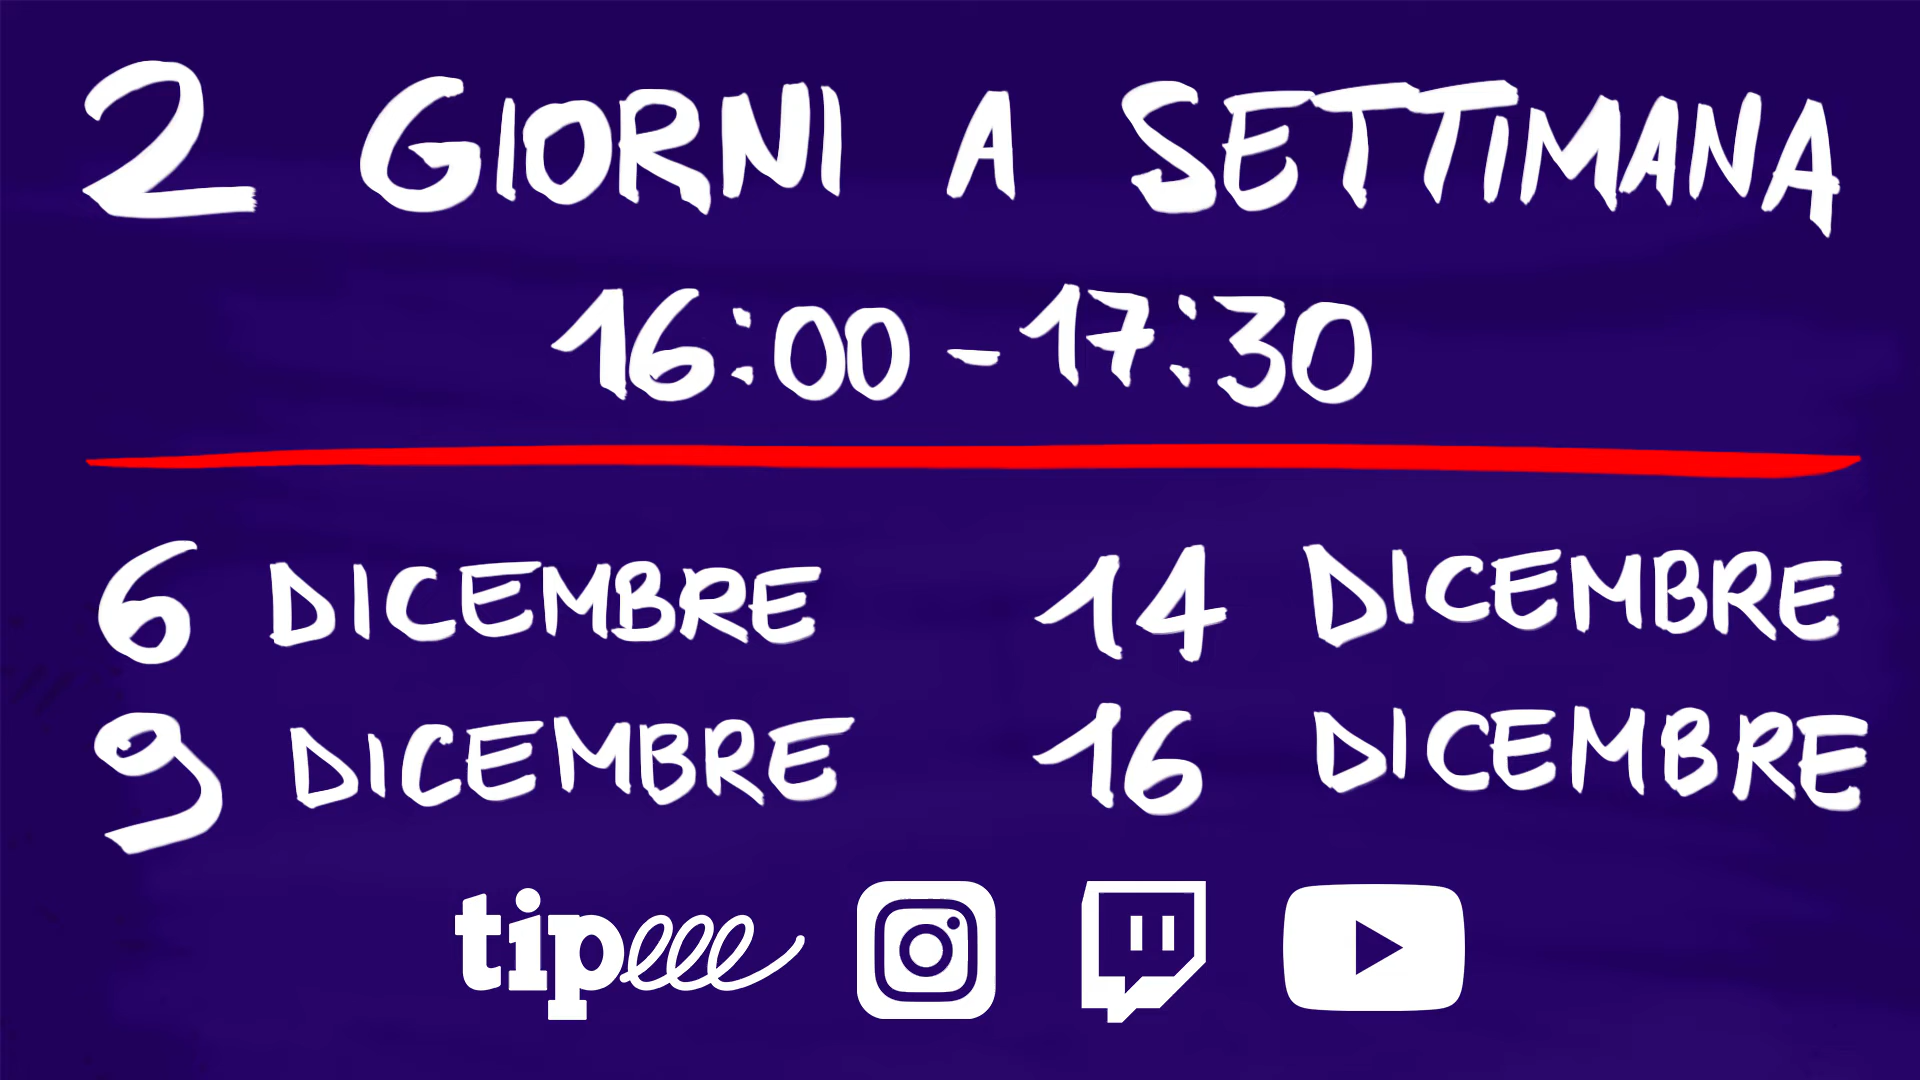 2 GIORNI A SETTIMANA
16:00 - 17:30
6 DICEMBRE
9 DICEMBRE
14 DICEMBRE
16 DICEMBRE
tipeee